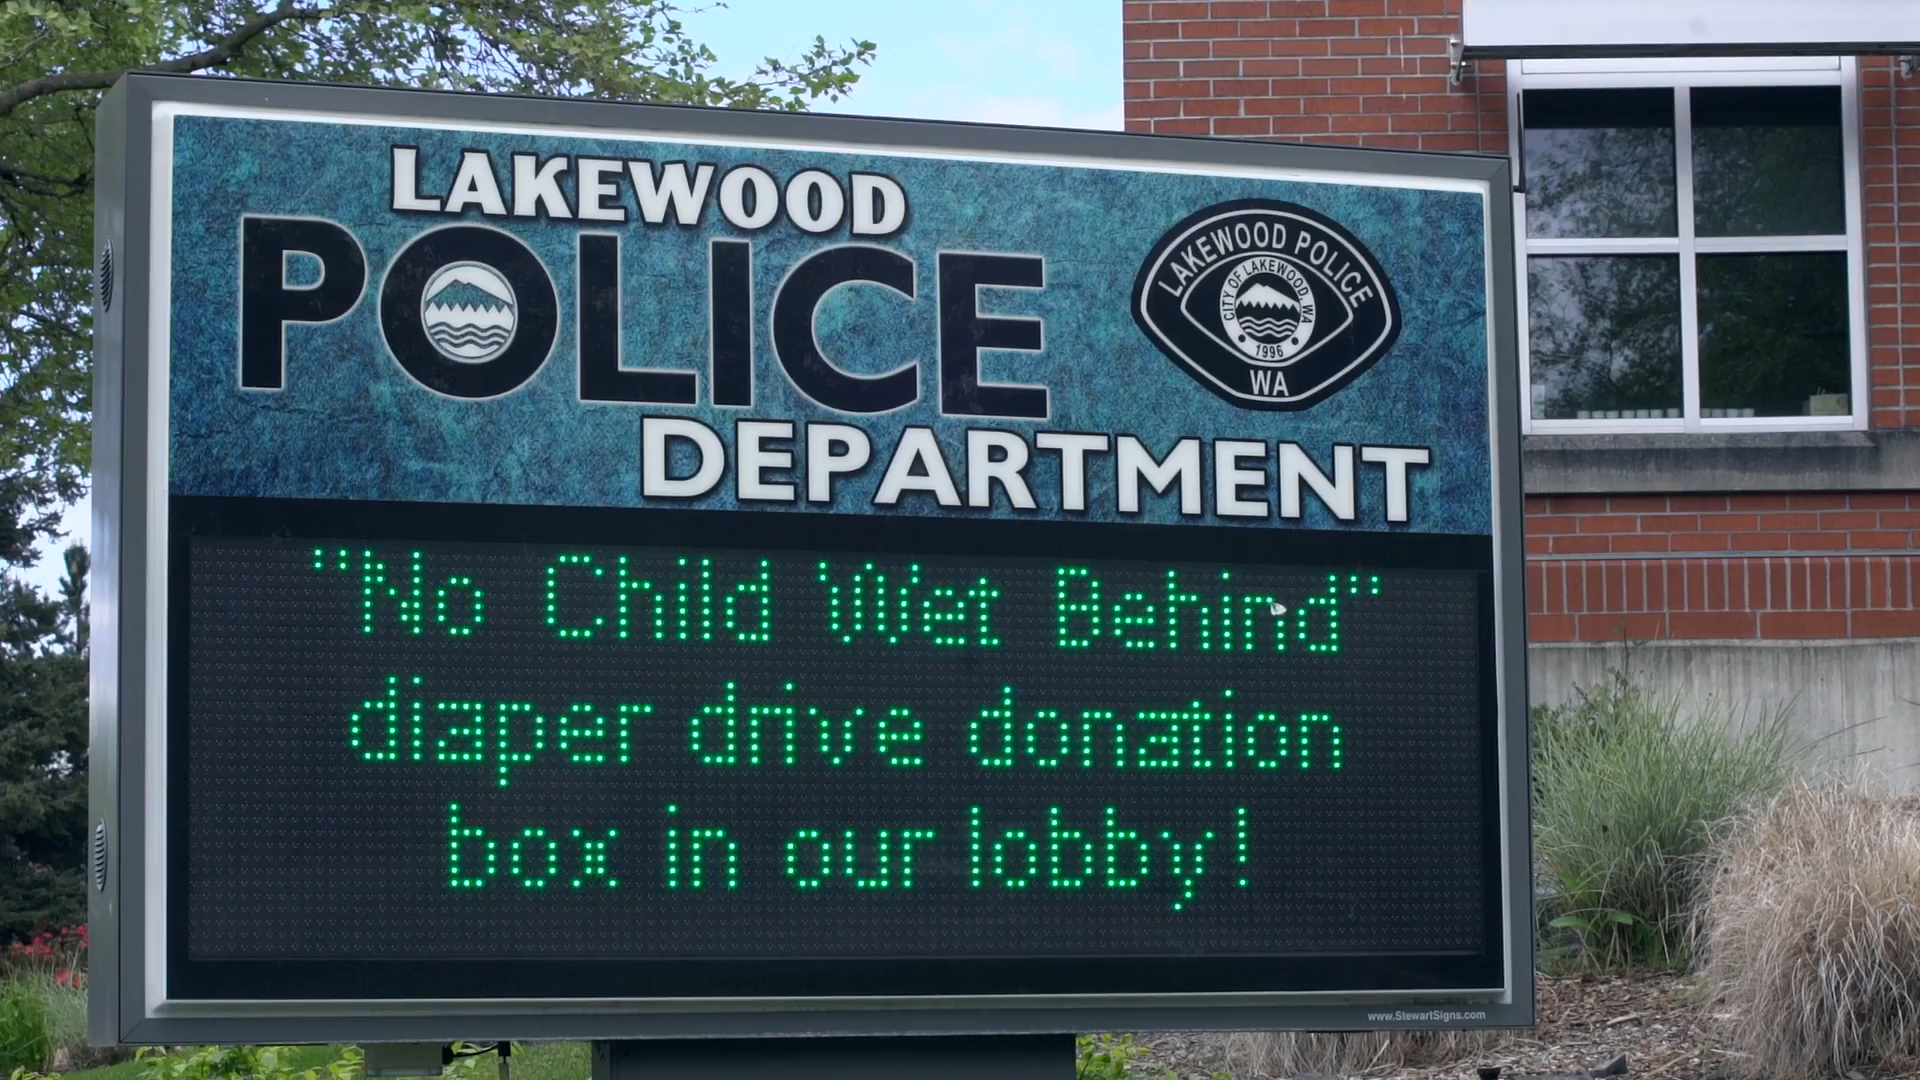 LAKEWOOD
POLICE
DEPARTMENT
LAKEWOOD POLICE
CITY OF LAKEWOOD, WA
1996
WA
"No Child Wet Behind"
diaper drive donation
box in our lobby!
www.StewartSigns.com